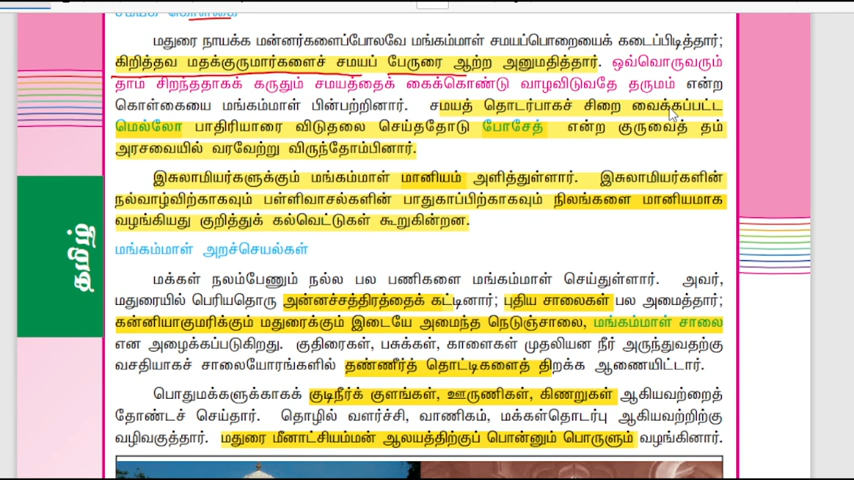 சமயக் கொள்கை
மதுரை நாயக்க மன்னர்களைப்போலவே மங்கம்மாள் சமயப்பொறையைக் கடைப்பிடித்தார்;
கிறித்தவ மதக்குருமார்களைச் சமயப் பேருரை ஆற்ற அனுமதித்தார். ஒவ்வொருவரும்
தாம் சிறந்ததாகக் கருதும் சமயத்தைக் கைக்கொண்டு வாழவிடுவதே தருமம் என்ற
கொள்கையை மங்கம்மாள் பின்பற்றினார். சமயத் தொடர்பாகச் சிறை வைக்கப்பட்ட
மெல்லோ பாதிரியாரை விடுதலை செய்ததோடு போசேத் என்ற குருவைத் தம்
அரசவையில் வரவேற்று விருந்தோம்பினார்.
இசுலாமியர்களுக்கும் மங்கம்மாள் மானியம் அளித்துள்ளார். இசுலாமியர்களின்
நல்வாழ்விற்காகவும் பள்ளிவாசல்களின் பாதுகாப்பிற்காகவும் நிலங்களை மானியமாக
வழங்கியது குறித்துக் கல்வெட்டுகள் கூறுகின்றன.
மங்கம்மாள் அறச்செயல்கள்
மக்கள் நலம்பேணும் நல்ல பல பணிகளை மங்கம்மாள் செய்துள்ளார். அவர்,
மதுரையில் பெரியதொரு அன்னச்சத்திரத்தைக் கட்டினார்; புதிய சாலைகள் பல அமைத்தார்;
கன்னியாகுமரிக்கும் மதுரைக்கும் இடையே அமைந்த நெடுஞ்சாலை, மங்கம்மாள் சாலை
என அழைக்கப்படுகிறது. குதிரைகள், பசுக்கள், காளைகள் முதலியன நீர் அருந்துவதற்கு
வசதியாகச் சாலையோரங்களில் தண்ணீர்த் தொட்டிகளைத் திறக்க ஆணையிட்டார்.
பொதுமக்களுக்காகக் குடிநீர்க் குளங்கள், ஊருணிகள், கிணறுகள் ஆகியவற்றைத்
தோண்டச் செய்தார். தொழில் வளர்ச்சி, வாணிகம், மக்கள்தொடர்பு ஆகியவற்றிற்கு
வழிவகுத்தார். மதுரை மீனாட்சியம்மன் ஆலயத்திற்குப் பொன்னும் பொருளும் வழங்கினார்.